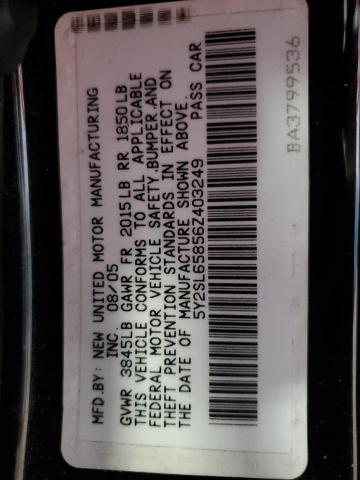 MFD.BY: NEW UNITED MOTOR MANUFACTURING
INC. 08/05
GVWR 3845LB GAWR FR 2015LB RR 1850LB
THIS VEHICLE CONFORMS TO ALL APPLICABLE
FEDERAL MOTOR VEHICLE SAFETY,BUMPER,AND
THEFT PREVENTION STANDARDS IN EFFECT ON
THE DATE OF MANUFACTURE SHOWN ABOVE.
5Y2SL65856Z403249 PASS CAR
BA3799536